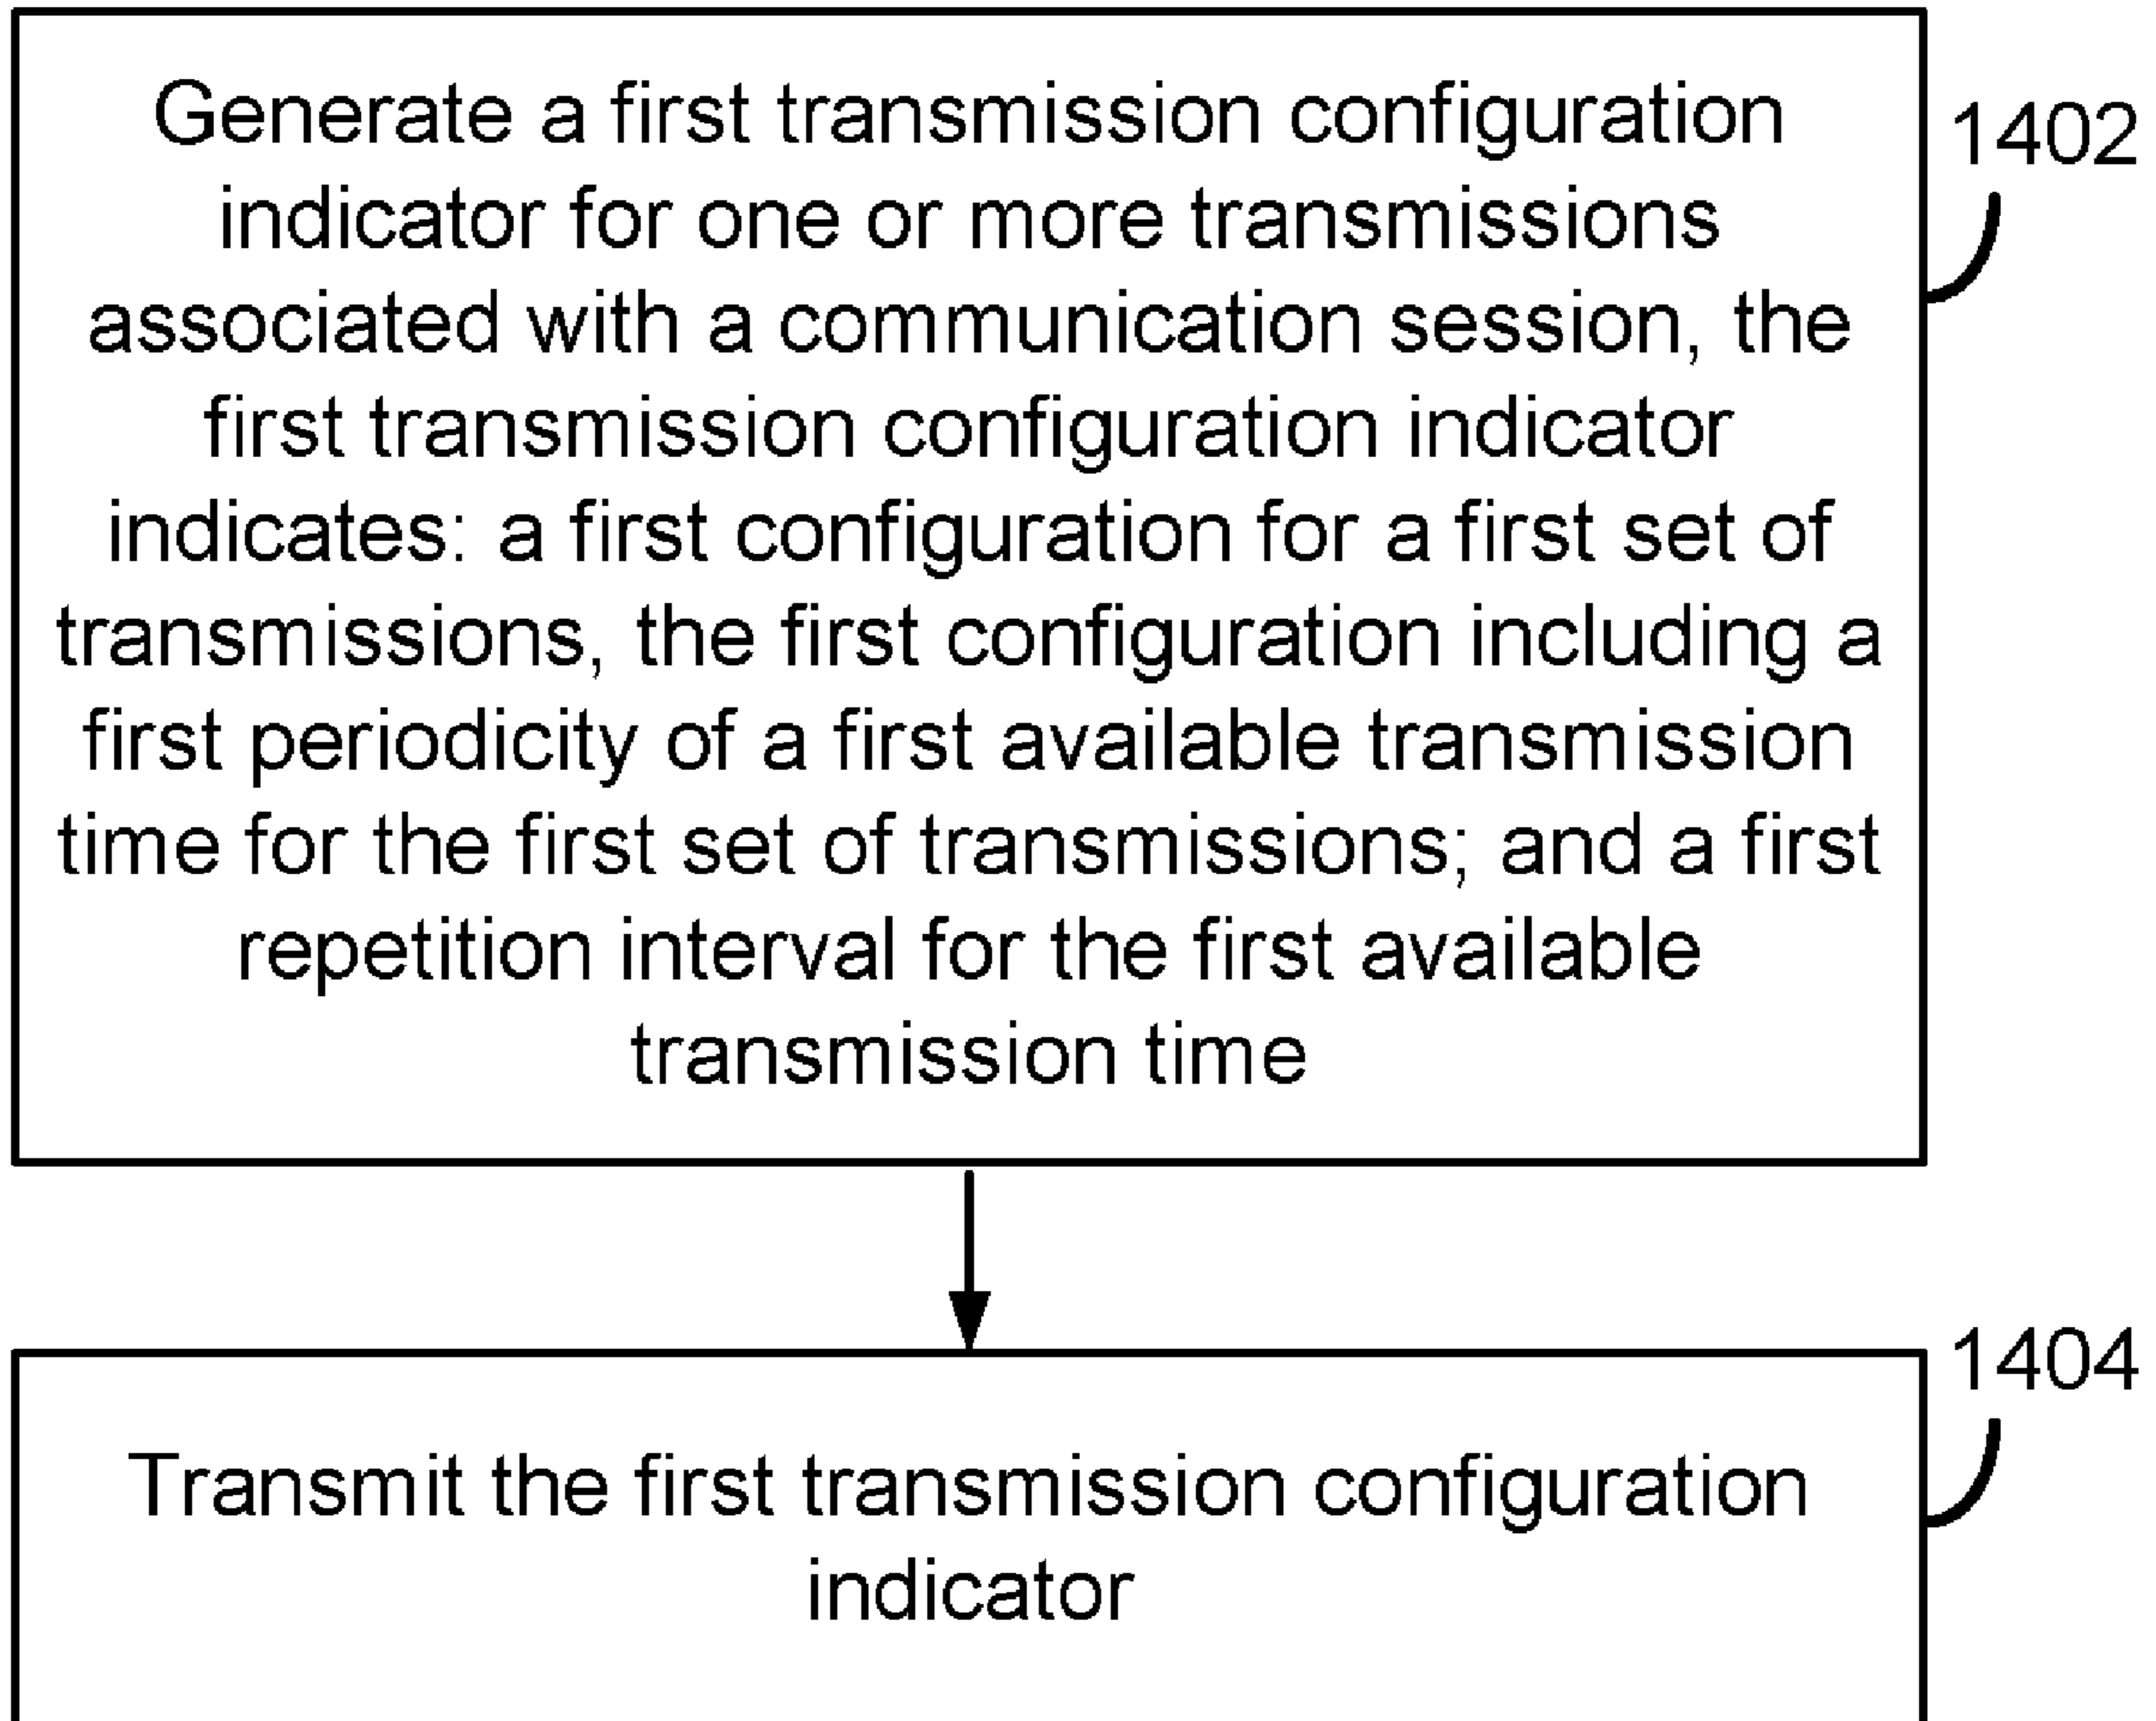 Generate a first transmission configuration
indicator for one or more transmissions
associated with a communication session, the
first transmission configuration indicator
indicates: a first configuration for a first set of
transmissions, the first configuration including a
first periodicity of a first available transmission
time for the first set of transmissions; and a first
repetition interval for the first available
transmission time
1402
Transmit the first transmission configuration
indicator
1404